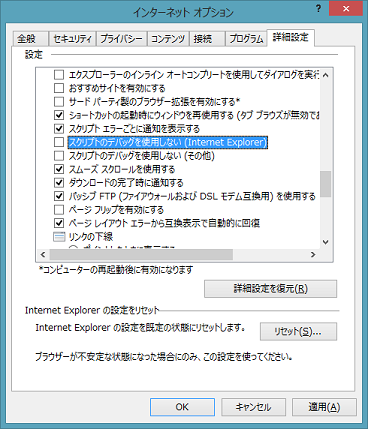 インターネット オプション
? ×
全般 セキュリティ プライバシー コンテンツ 接続 プログラム 詳細設定
設定
エクスプローラーのインライン オートコンプリートを使用してダイアログを実行
おすすめサイトを有効にする
サード パーティ製のブラウザー拡張を有効にする*
ショートカットの起動時にウィンドウを再使用する (タブ ブラウズが無効であ
スクリプト エラーごとに通知を表示する
スクリプトのデバッグを使用しない (Internet Explorer)
スクリプトのデバッグを使用しない (その他)
スムーズ スクロールを使用する
ダウンロードの完了時に通知する
パッシブ FTP (ファイアウォールおよび DSL モデム互換用) を使用する
ページ フリップを有効にする
ページ レイアウト エラーから互換表示で自動的に回復
リンクの下線
*コンピューターの再起動後に有効になります
詳細設定を復元(R)
Internet Explorer の設定をリセット
Internet Explorer の設定を既定の状態にリセットします。
リセット(S)...
ブラウザーが不安定な状態になった場合にのみ、この設定を使ってください。
OK キャンセル 適用(A)